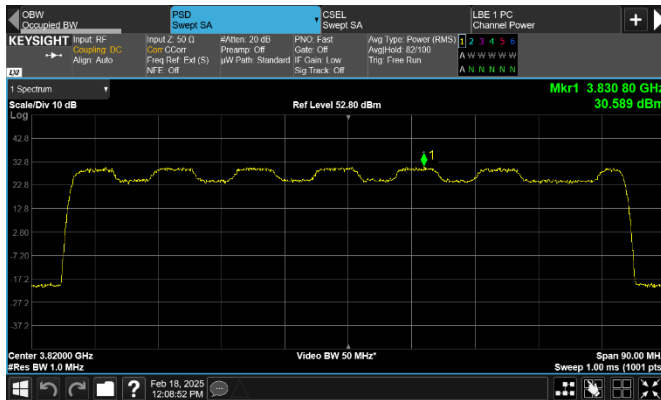 OBW
Occupied BW
PSD
Swept SA
CSEL
Swept SA
LBE 1 PC
Channel Power
KEYSIGHT
Input: RF
Coupling: DC
Align: Auto
Input Z: 50 Ω
Corr CCorr
Freq Ref: Ext (S)
NFE: Off
#Atten: 20 dB
Preamp: Off
µW Path: Standard
PNO: Fast
Gate: Off
IF Gain: Low
Sig Track: Off
Avg Type: Power (RMS)
Avg|Hold: 82/100
Trig: Free Run
1 2 3 4 5 6
A W W W W W
A N N N N N
LXI
1 Spectrum
Mkr1 3.830 80 GHz
Scale/Div 10 dB
Ref Level 52.80 dBm
30.589 dBm
Log
42.8
32.8
22.8
12.8
2.80
-7.20
-17.2
-27.2
-37.2
1
Center 3.82000 GHz
Video BW 50 MHz*
Span 90.00 MH
#Res BW 1.0 MHz
Sweep 1.00 ms (1001 pts
?
Feb 18, 2025
12:08:52 PM